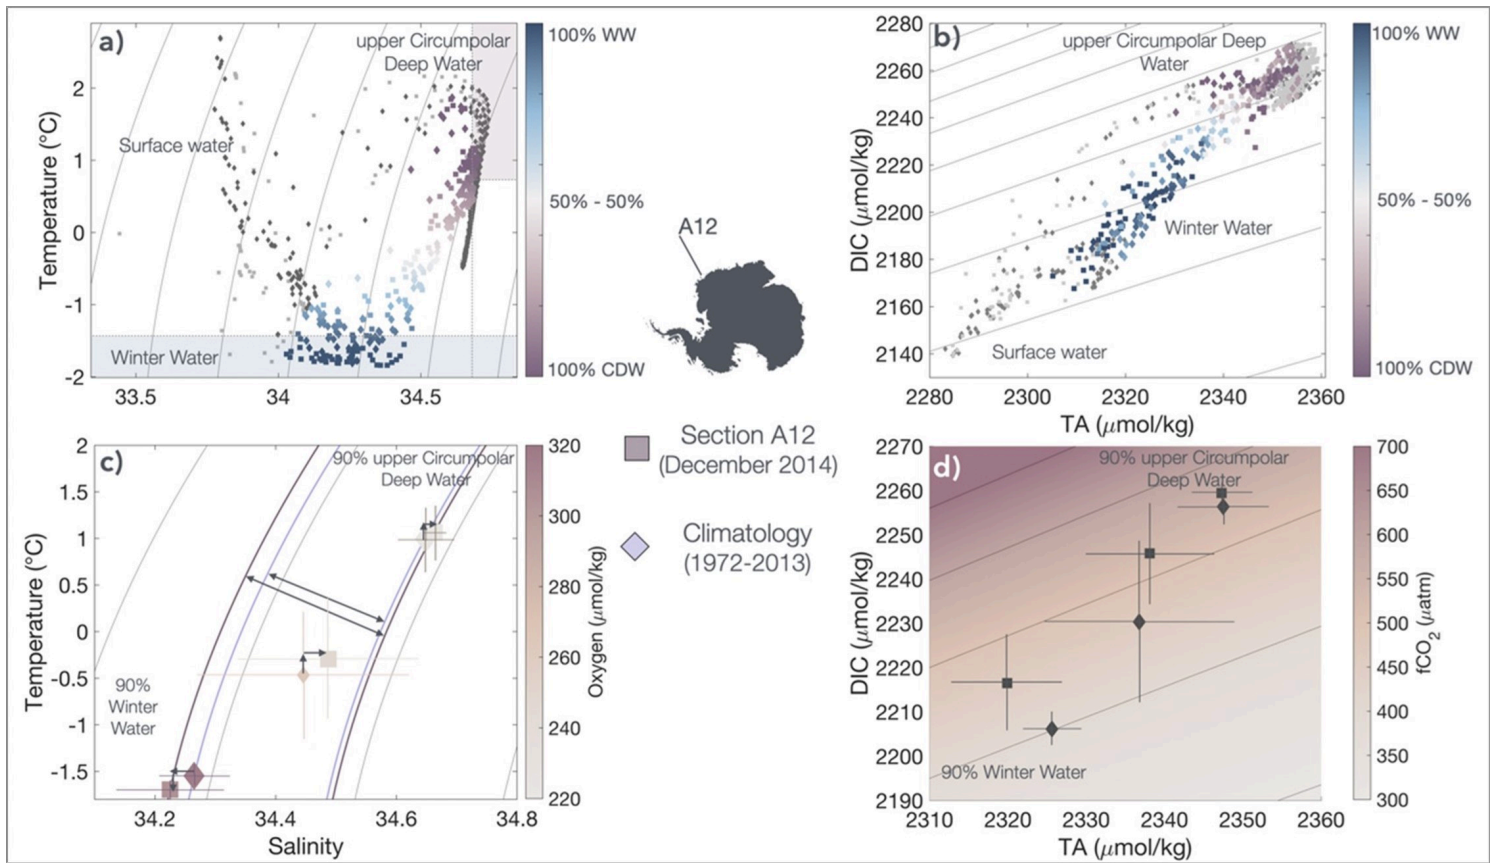 a)
upper Circumpolar
Deep Water
Surface water
Winter Water
Temperature (°C)
2
1
0
-1
-2
33.5
34
34.5
100% WW
50% - 50%
100% CDW
A12
b)
upper Circumpolar Deep
Water
Winter Water
Surface water
DIC (μmol/kg)
2280
2260
2240
2220
2200
2180
2160
2140
2280
2300
2320
2340
2360
TA (μmol/kg)
100% WW
50% - 50%
100% CDW
Section A12
(December 2014)
Climatology
(1972-2013)
c)
90% upper Circumpolar
Deep Water
90%
Winter
Water
Temperature (°C)
2
1.5
1
0.5
0
-0.5
-1
-1.5
34.2
34.4
34.6
34.8
Salinity
320
300
280
260
240
220
Oxygen (μmol/kg)
d)
90% upper Circumpolar
Deep Water
90% Winter Water
DIC (μmol/kg)
2270
2260
2250
2240
2230
2220
2210
2200
2190
2310
2320
2330
2340
2350
2360
TA (μmol/kg)
700
650
600
550
500
450
400
350
300
fCO2 (μatm)